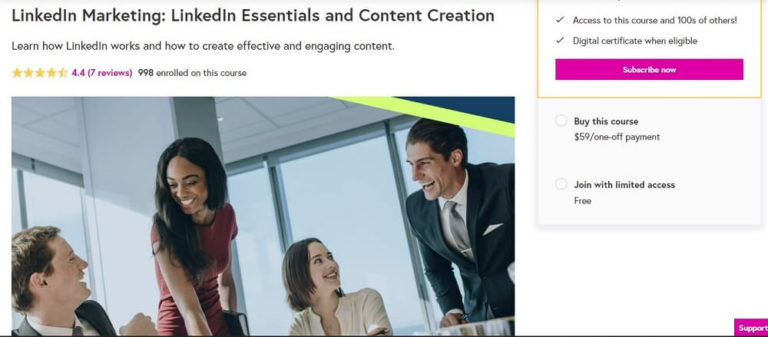 LinkedIn Marketing: LinkedIn Essentials and Content Creation
Learn how LinkedIn works and how to create effective and engaging content.
4.4 (7 reviews) 998 enrolled on this course
Access to this course and 100s of others!
Digital certificate when eligible
Subscribe now
Buy this course
$59/one-off payment
Join with limited access
Free
Support